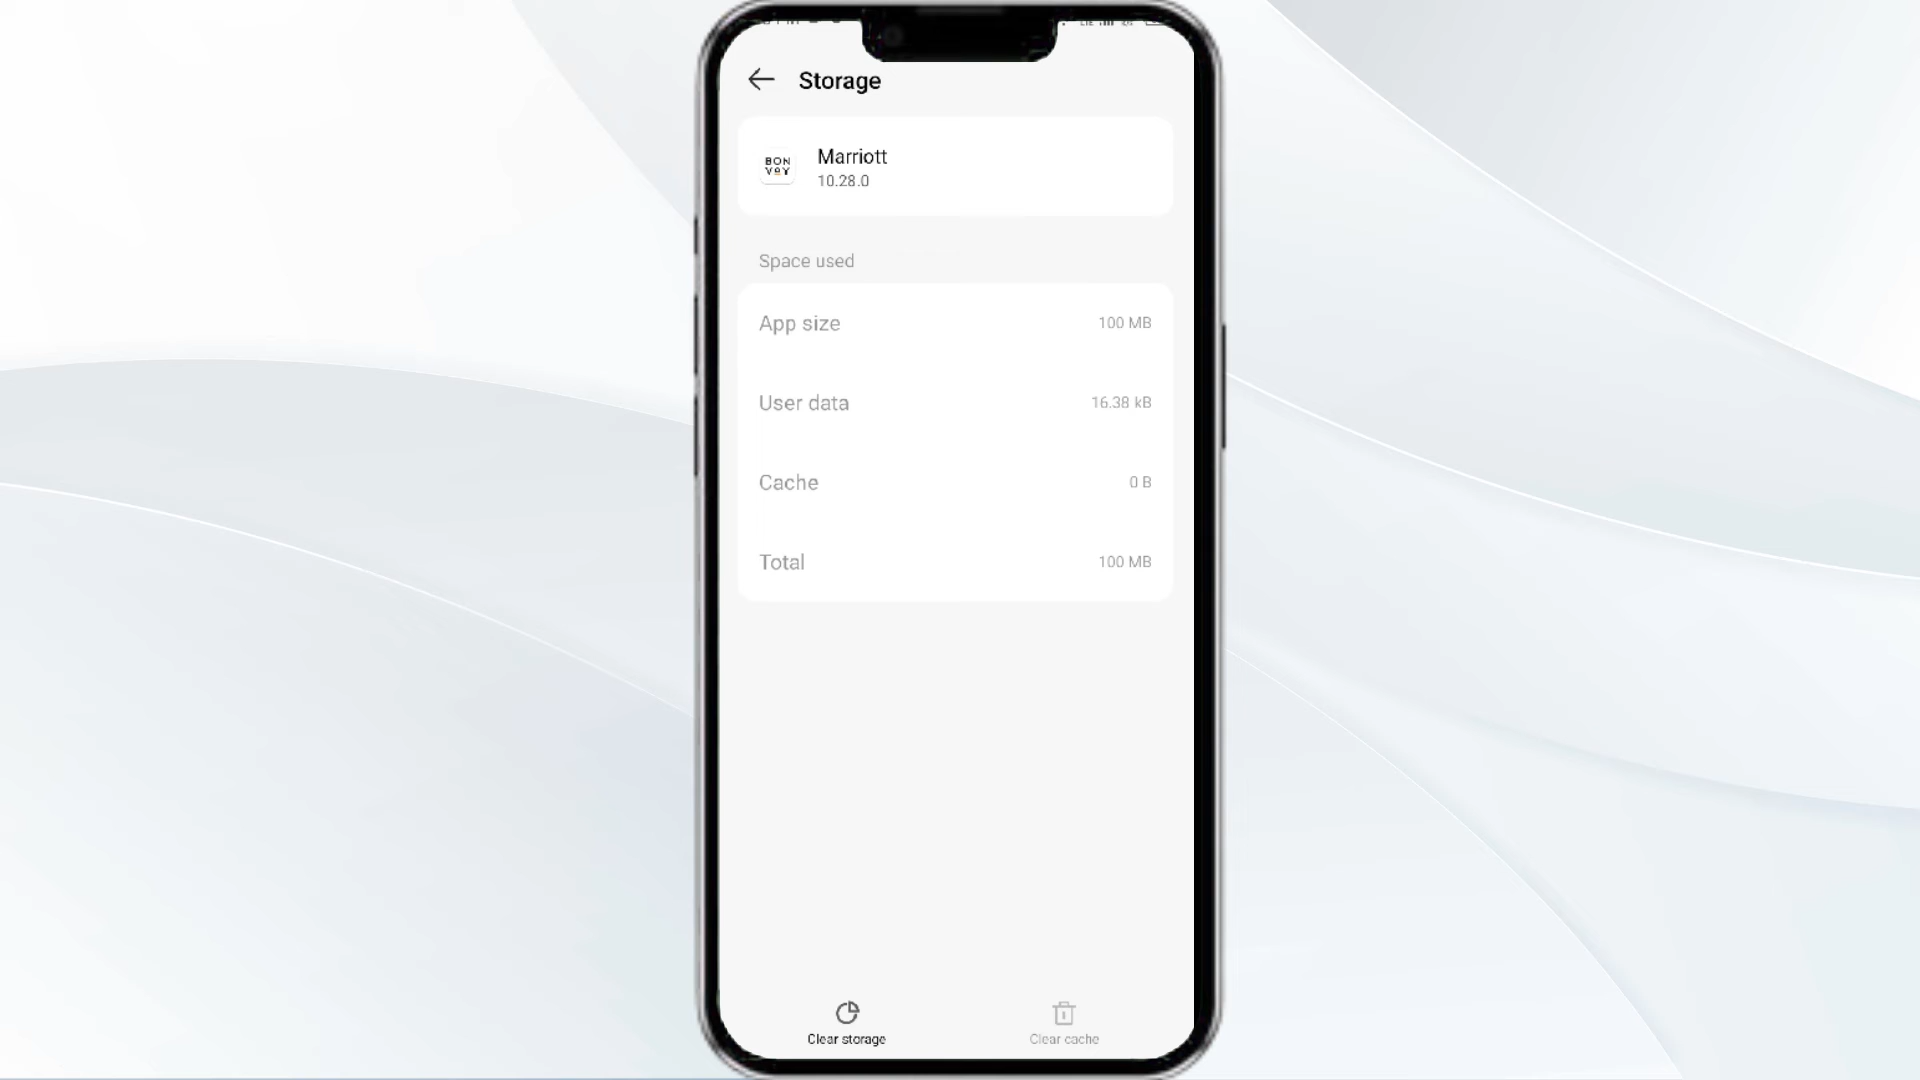 Storage
BON
VOY
Marriott
10.28.0
Space used
App size 100 MB
User data 16.38 kB
Cache 0 B
Total 100 MB
Clear storage Clear cache